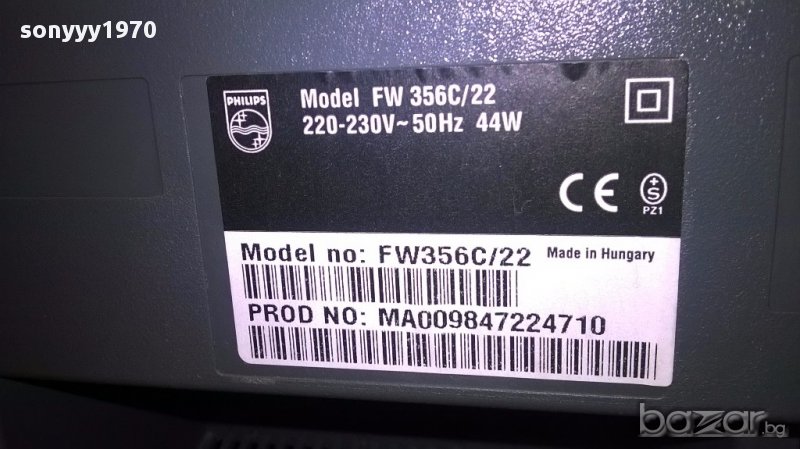 sonyyy1970
PHILIPS
Model FW 356C/22
220-230V~50Hz 44W
CE
S
PZ1
Model no: FW356C/22 Made in Hungary
PROD NO: MA009847224710
bazar.bg